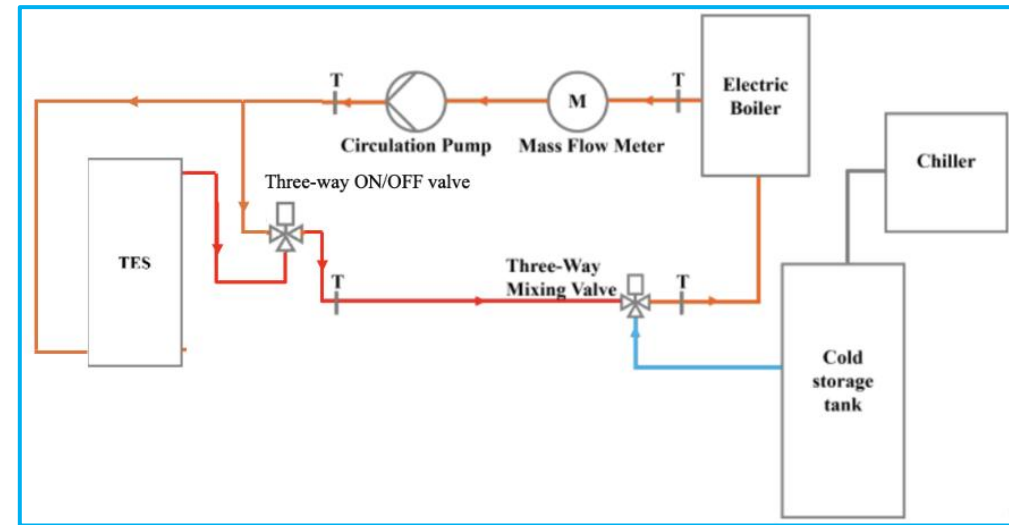 T
T
Electric
Boiler
M
Circulation Pump
Mass Flow Meter
Chiller
Three-way ON/OFF valve
TES
T
Three-Way
Mixing Valve
T
Cold
storage
tank